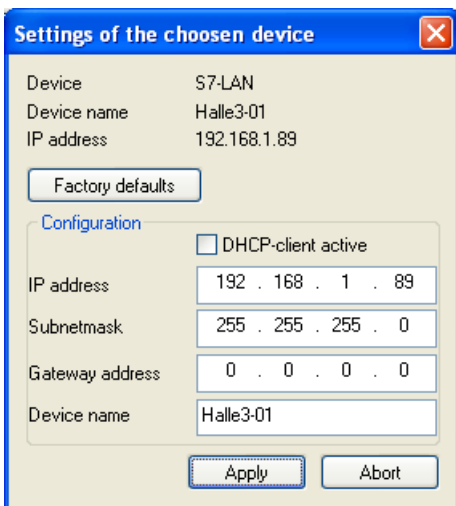 Settings of the choosen device
Device S7-LAN
Device name Halle3-01
IP address 192.168.1.89
Factory defaults
Configuration
DHCP-client active
IP address 192 . 168 . 1 . 89
Subnetmask 255 . 255 . 255 . 0
Gateway address 0 . 0 . 0 . 0
Device name Halle3-01
Apply Abort